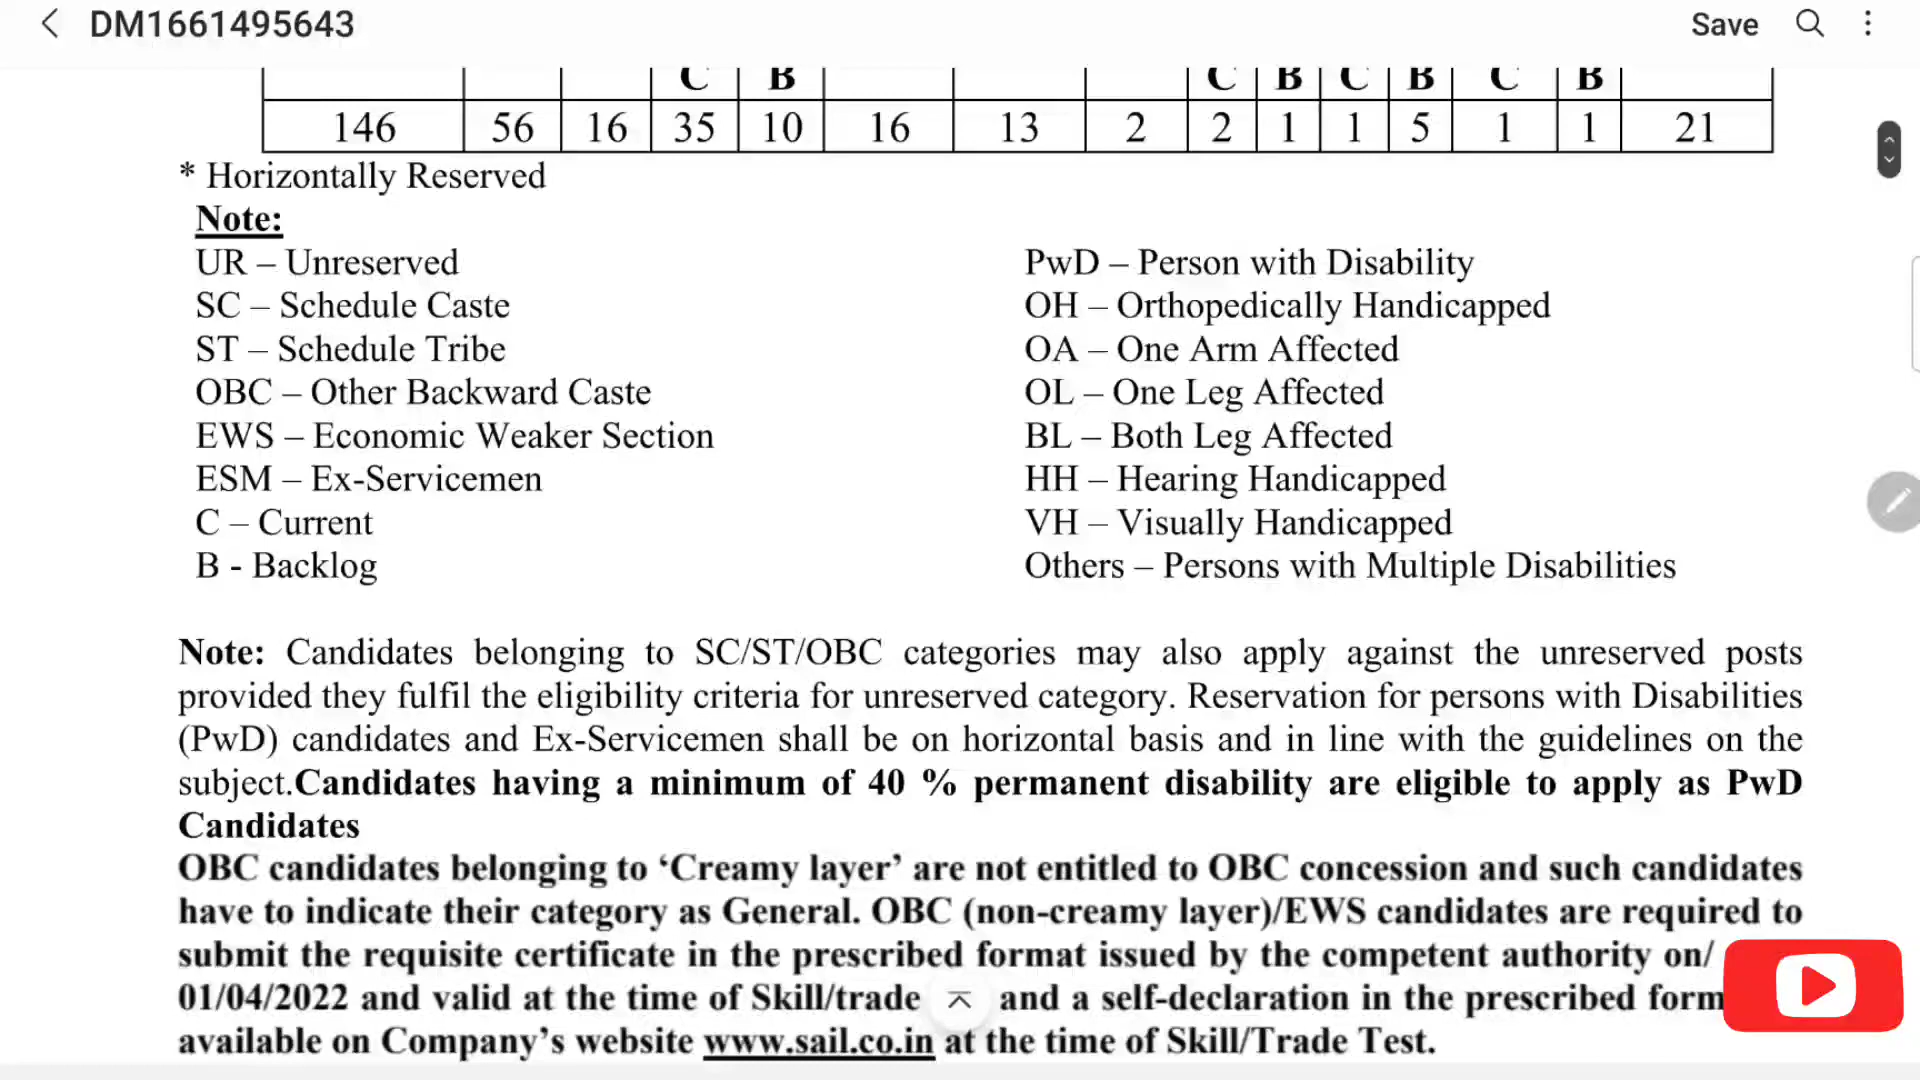 DM1661495643 Save
C B C B C B C B
146 56 16 35 10 16 13 2 2 1 1 5 1 1 21
* Horizontally Reserved
Note:
UR – Unreserved PwD – Person with Disability
SC – Schedule Caste OH – Orthopedically Handicapped
ST – Schedule Tribe OA – One Arm Affected
OBC – Other Backward Caste OL – One Leg Affected
EWS – Economic Weaker Section BL – Both Leg Affected
ESM – Ex-Servicemen HH – Hearing Handicapped
C – Current VH – Visually Handicapped
B - Backlog Others – Persons with Multiple Disabilities
Note: Candidates belonging to SC/ST/OBC categories may also apply against the unreserved posts
provided they fulfil the eligibility criteria for unreserved category. Reservation for persons with Disabilities
(PwD) candidates and Ex-Servicemen shall be on horizontal basis and in line with the guidelines on the
subject.Candidates having a minimum of 40 % permanent disability are eligible to apply as PwD
Candidates
OBC candidates belonging to ‘Creamy layer’ are not entitled to OBC concession and such candidates
have to indicate their category as General. OBC (non-creamy layer)/EWS candidates are required to
submit the requisite certificate in the prescribed format issued by the competent authority on/
01/04/2022 and valid at the time of Skill/trade and a self-declaration in the prescribed form
available on Company’s website www.sail.co.in at the time of Skill/Trade Test.